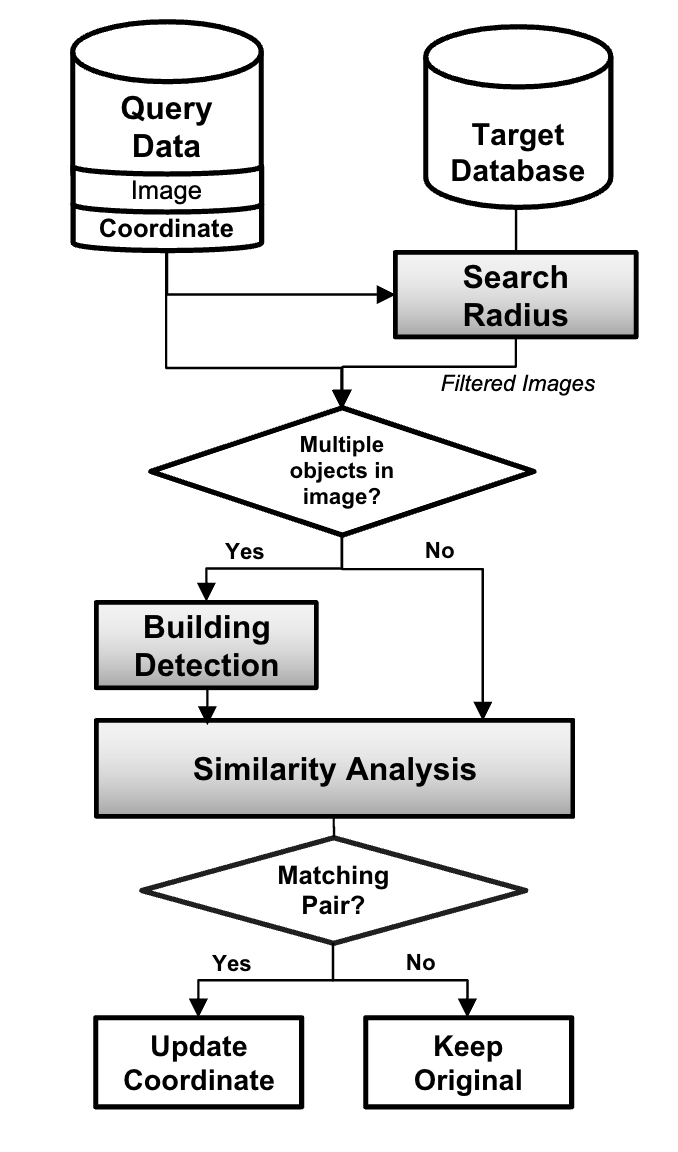 Query
Data
Image
Coordinate
Target
Database
Search
Radius
Filtered Images
Multiple
objects in
image?
Yes
No
Building
Detection
Similarity Analysis
Matching
Pair?
Yes
No
Update
Coordinate
Keep
Original